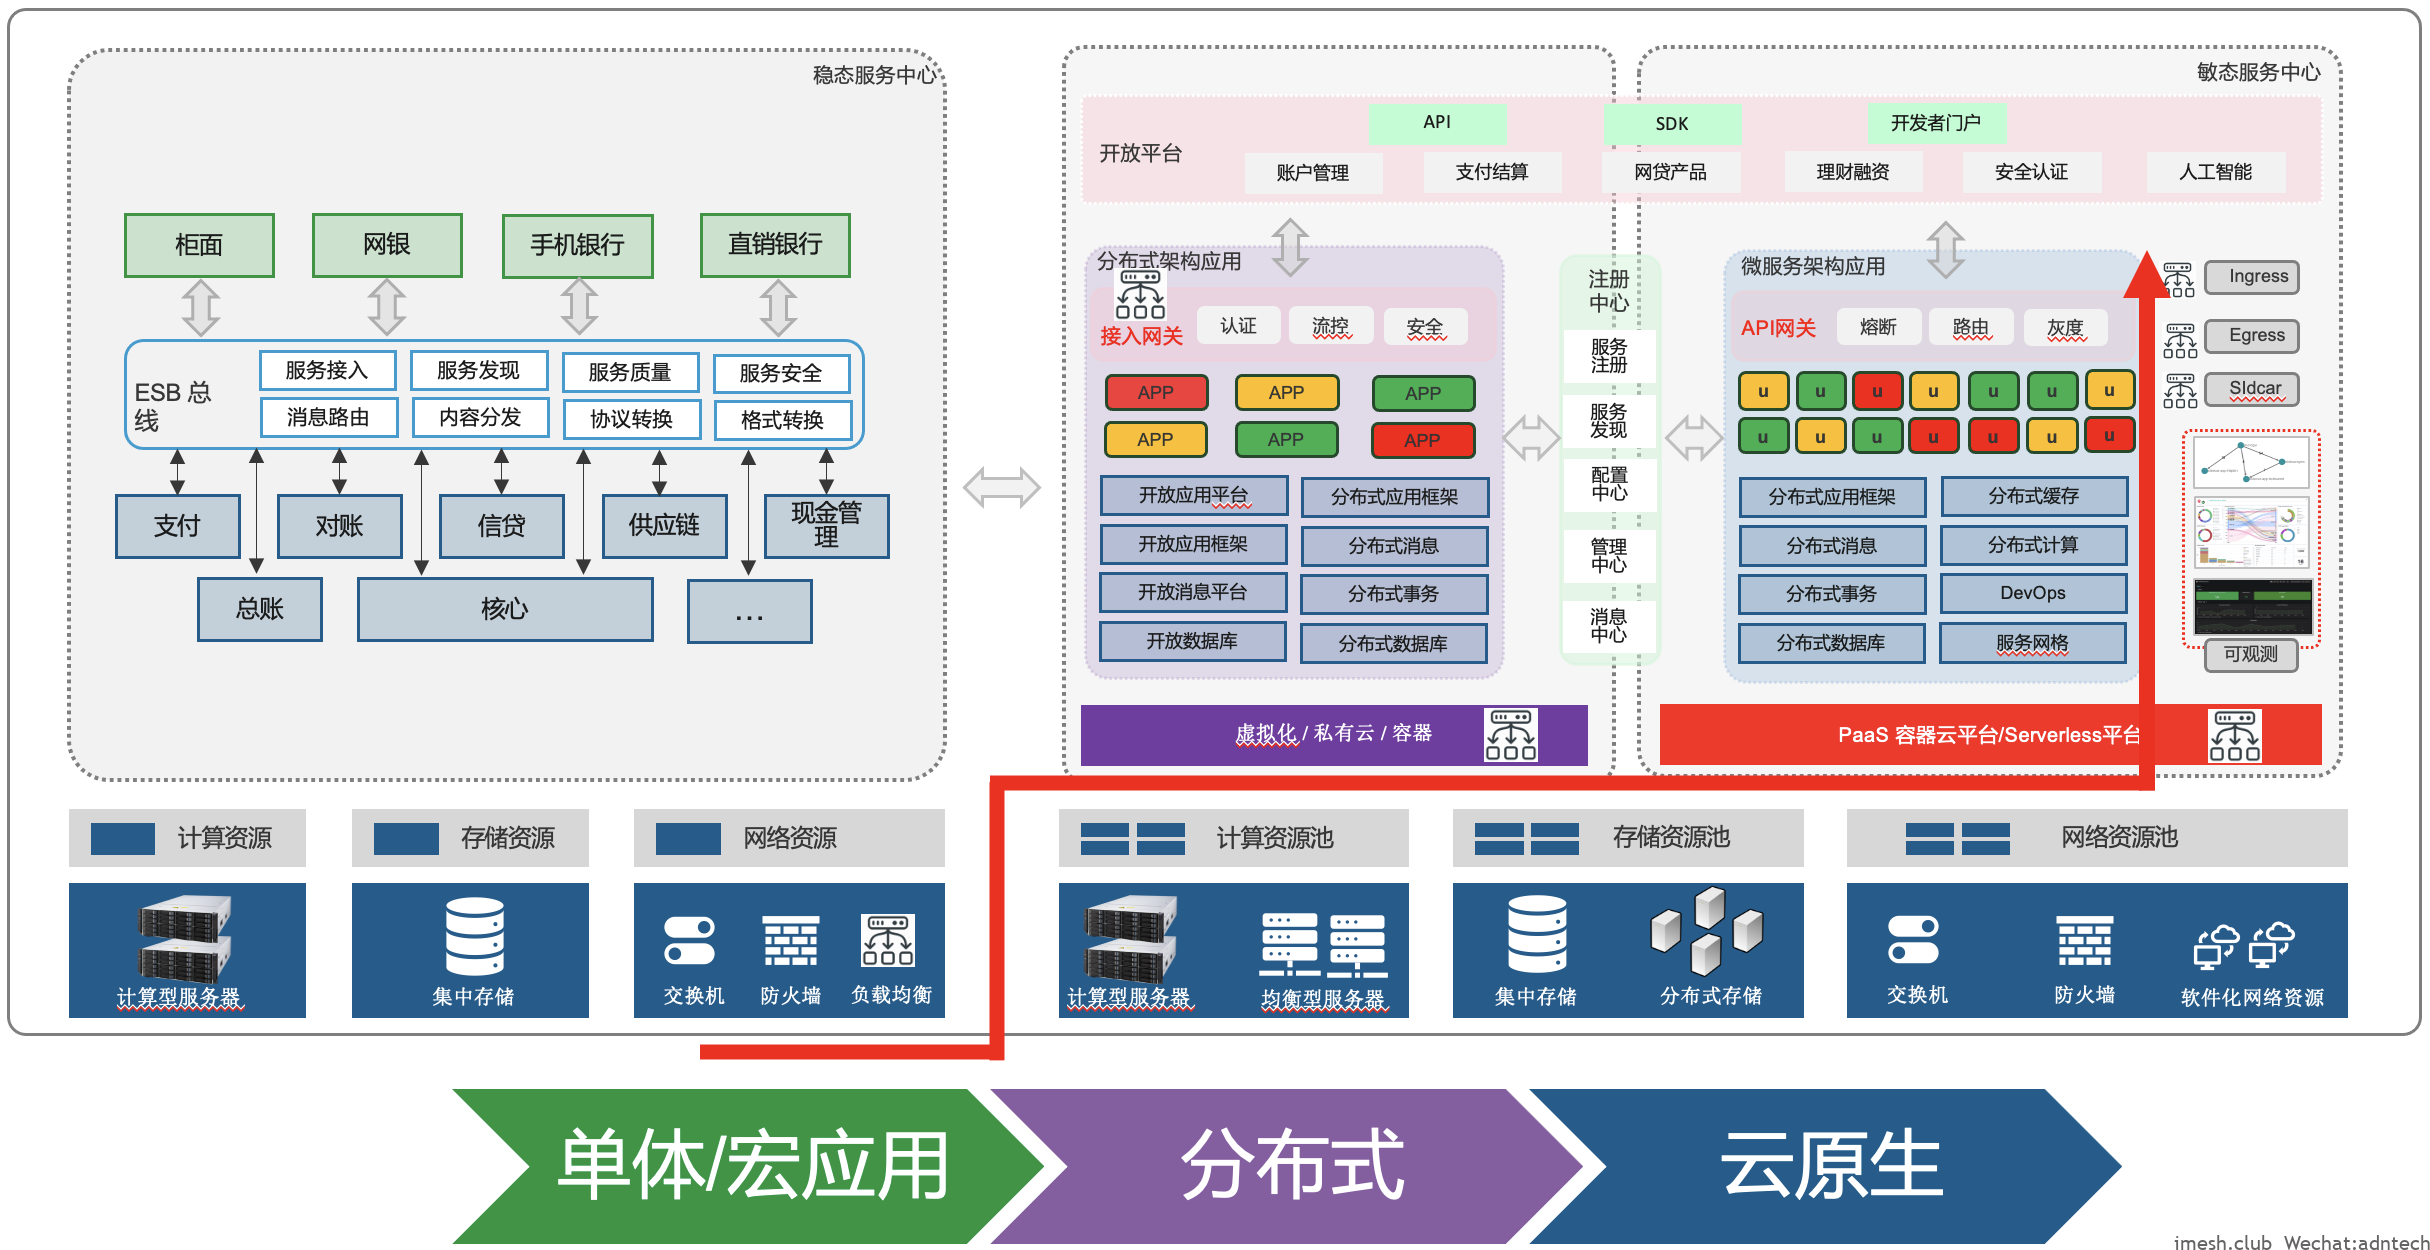 稳态服务中心
柜面
网银
手机银行
直销银行
ESB 总
线
服务接入
服务发现
服务质量
服务安全
消息路由
内容分发
协议转换
格式转换
支付
对账
信贷
供应链
现金管
理
总账
核心
...
敏态服务中心
开放平台
API
SDK
开发者门户
账户管理
支付结算
网贷产品
理财融资
安全认证
人工智能
分布式架构应用
接入网关
认证
流控
安全
APP
APP
APP
APP
APP
APP
开放应用平台
分布式应用框架
开放应用框架
分布式消息
开放消息平台
分布式事务
开放数据库
分布式数据库
注册
中心
服务
注册
服务
发现
配置
中心
管理
中心
消息
中心
微服务架构应用
API网关
熔断
路由
灰度
u
u
u
u
u
u
u
u
u
u
u
u
u
u
分布式应用框架
分布式缓存
分布式消息
分布式计算
分布式事务
DevOps
分布式数据库
服务网格
Ingress
Egress
SIdcar
可观测
虚拟化 / 私有云 / 容器
PaaS 容器云平台/Serverless平台
计算资源
存储资源
网络资源
计算资源池
存储资源池
网络资源池
计算型服务器
集中存储
交换机
防火墙
负载均衡
计算型服务器
均衡型服务器
集中存储
分布式存储
交换机
防火墙
软件化网络资源
单体/宏应用
分布式
云原生
imesh.club Wechat:adntech